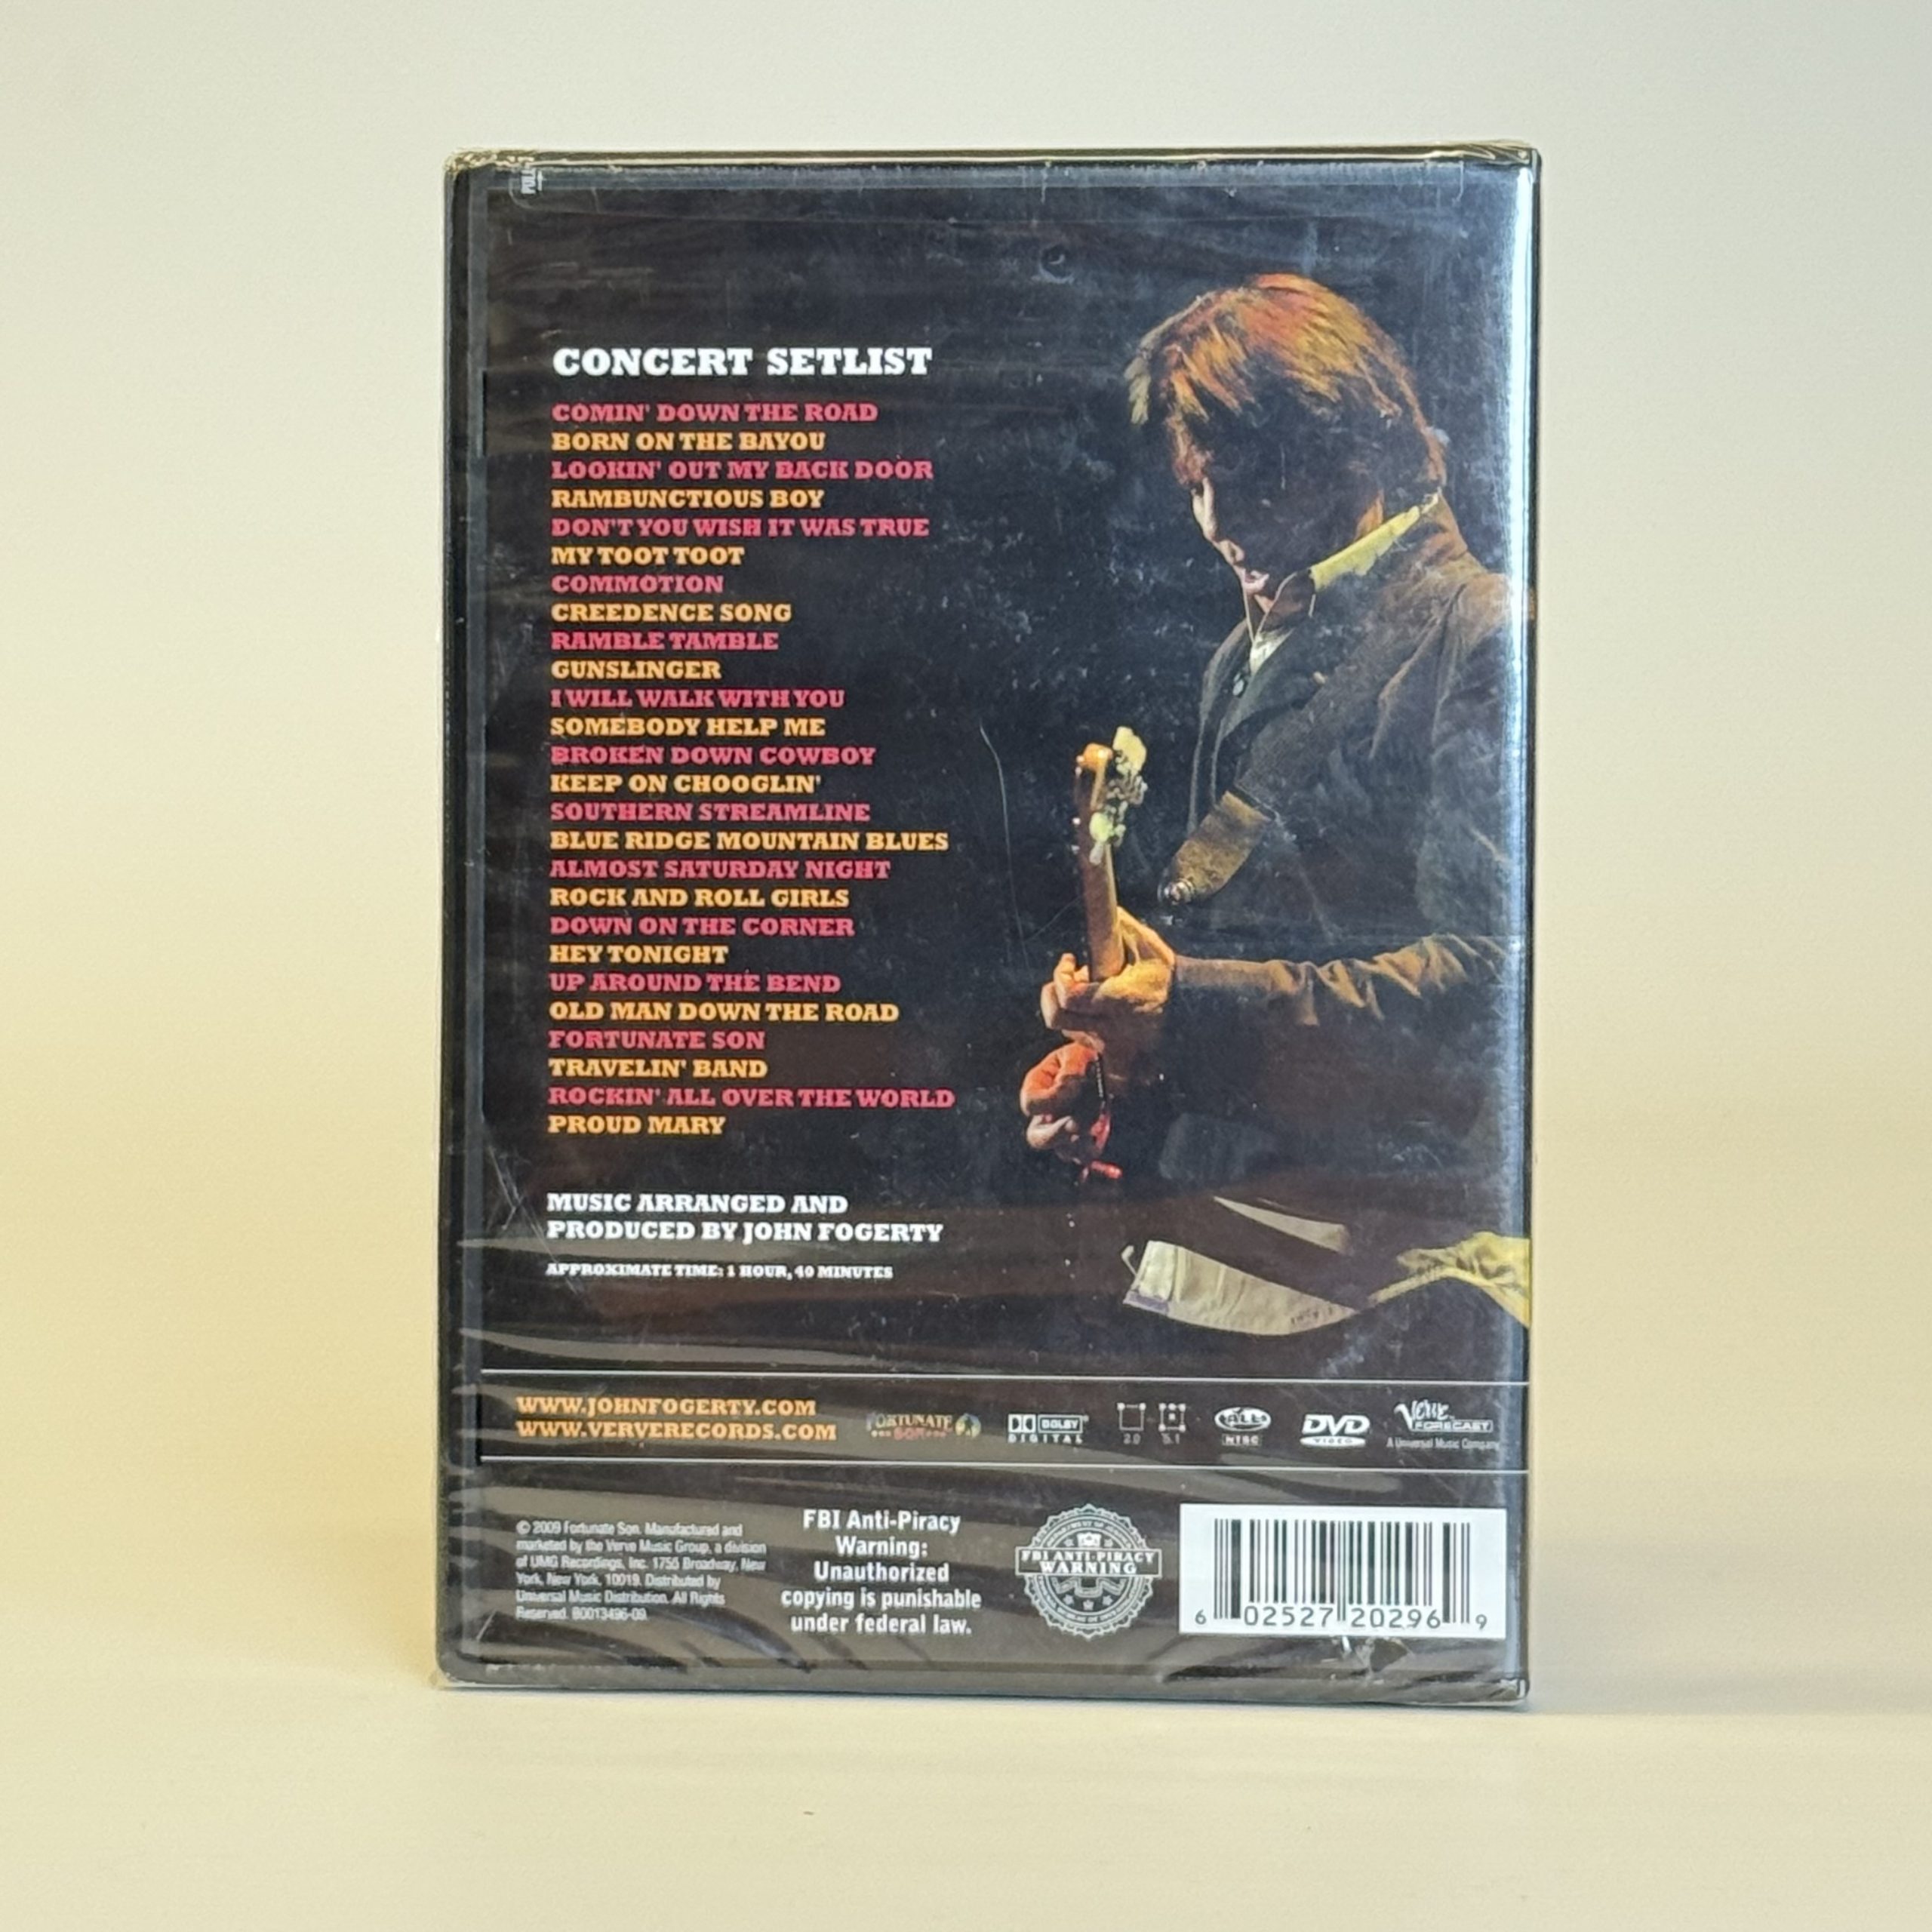 PULL
CONCERT SETLIST
COMIN' DOWN THE ROAD
BORN ON THE BAYOU
LOOKIN' OUT MY BACK DOOR
RAMBUNCTIOUS BOY
DON'T YOU WISH IT WAS TRUE
MY TOOT TOOT
COMMOTION
CREEDENCE SONG
RAMBLE TAMBLE
GUNSLINGER
I WILL WALK WITH YOU
SOMEBODY HELP ME
BROKEN DOWN COWBOY
KEEP ON CHOOGLIN'
SOUTHERN STREAMLINE
BLUE RIDGE MOUNTAIN BLUES
ALMOST SATURDAY NIGHT
ROCK AND ROLL GIRLS
DOWN ON THE CORNER
HEY TONIGHT
UP AROUND THE BEND
OLD MAN DOWN THE ROAD
FORTUNATE SON
TRAVELIN' BAND
ROCKIN' ALL OVER THE WORLD
PROUD MARY
MUSIC ARRANGED AND
PRODUCED BY JOHN FOGERTY
APPROXIMATE TIME: 1 HOUR, 40 MINUTES
WWW.JOHNFOGERTY.COM
WWW.VERVERECORDS.COM
FORTUNATE
SON
DOLBY
DIGITAL
2.0
5.1
ALL
NTSC
DVD
VIDEO
Verve
FORECAST
A Universal Music Company
© 2009 Fortunate Son. Manufactured and
marketed by the Verve Music Group, a division
of UMG Recordings, Inc. 1755 Broadway, New
York, New York, 10019. Distributed by
Universal Music Distribution. All Rights
Reserved. B0013496-09
FBI Anti-Piracy
Warning:
Unauthorized
copying is punishable
under federal law.
FBI ANTI-PIRACY
WARNING
6 02527 20296 9